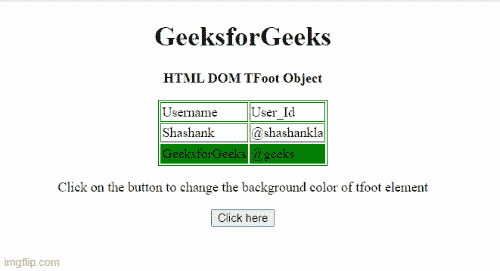 GeeksforGeeks
HTML DOM TFoot Object
Username User_Id
Shashank @shashankla
GeeksforGeeks @geeks
Click on the button to change the background color of tfoot element
Click here
imgflip.com